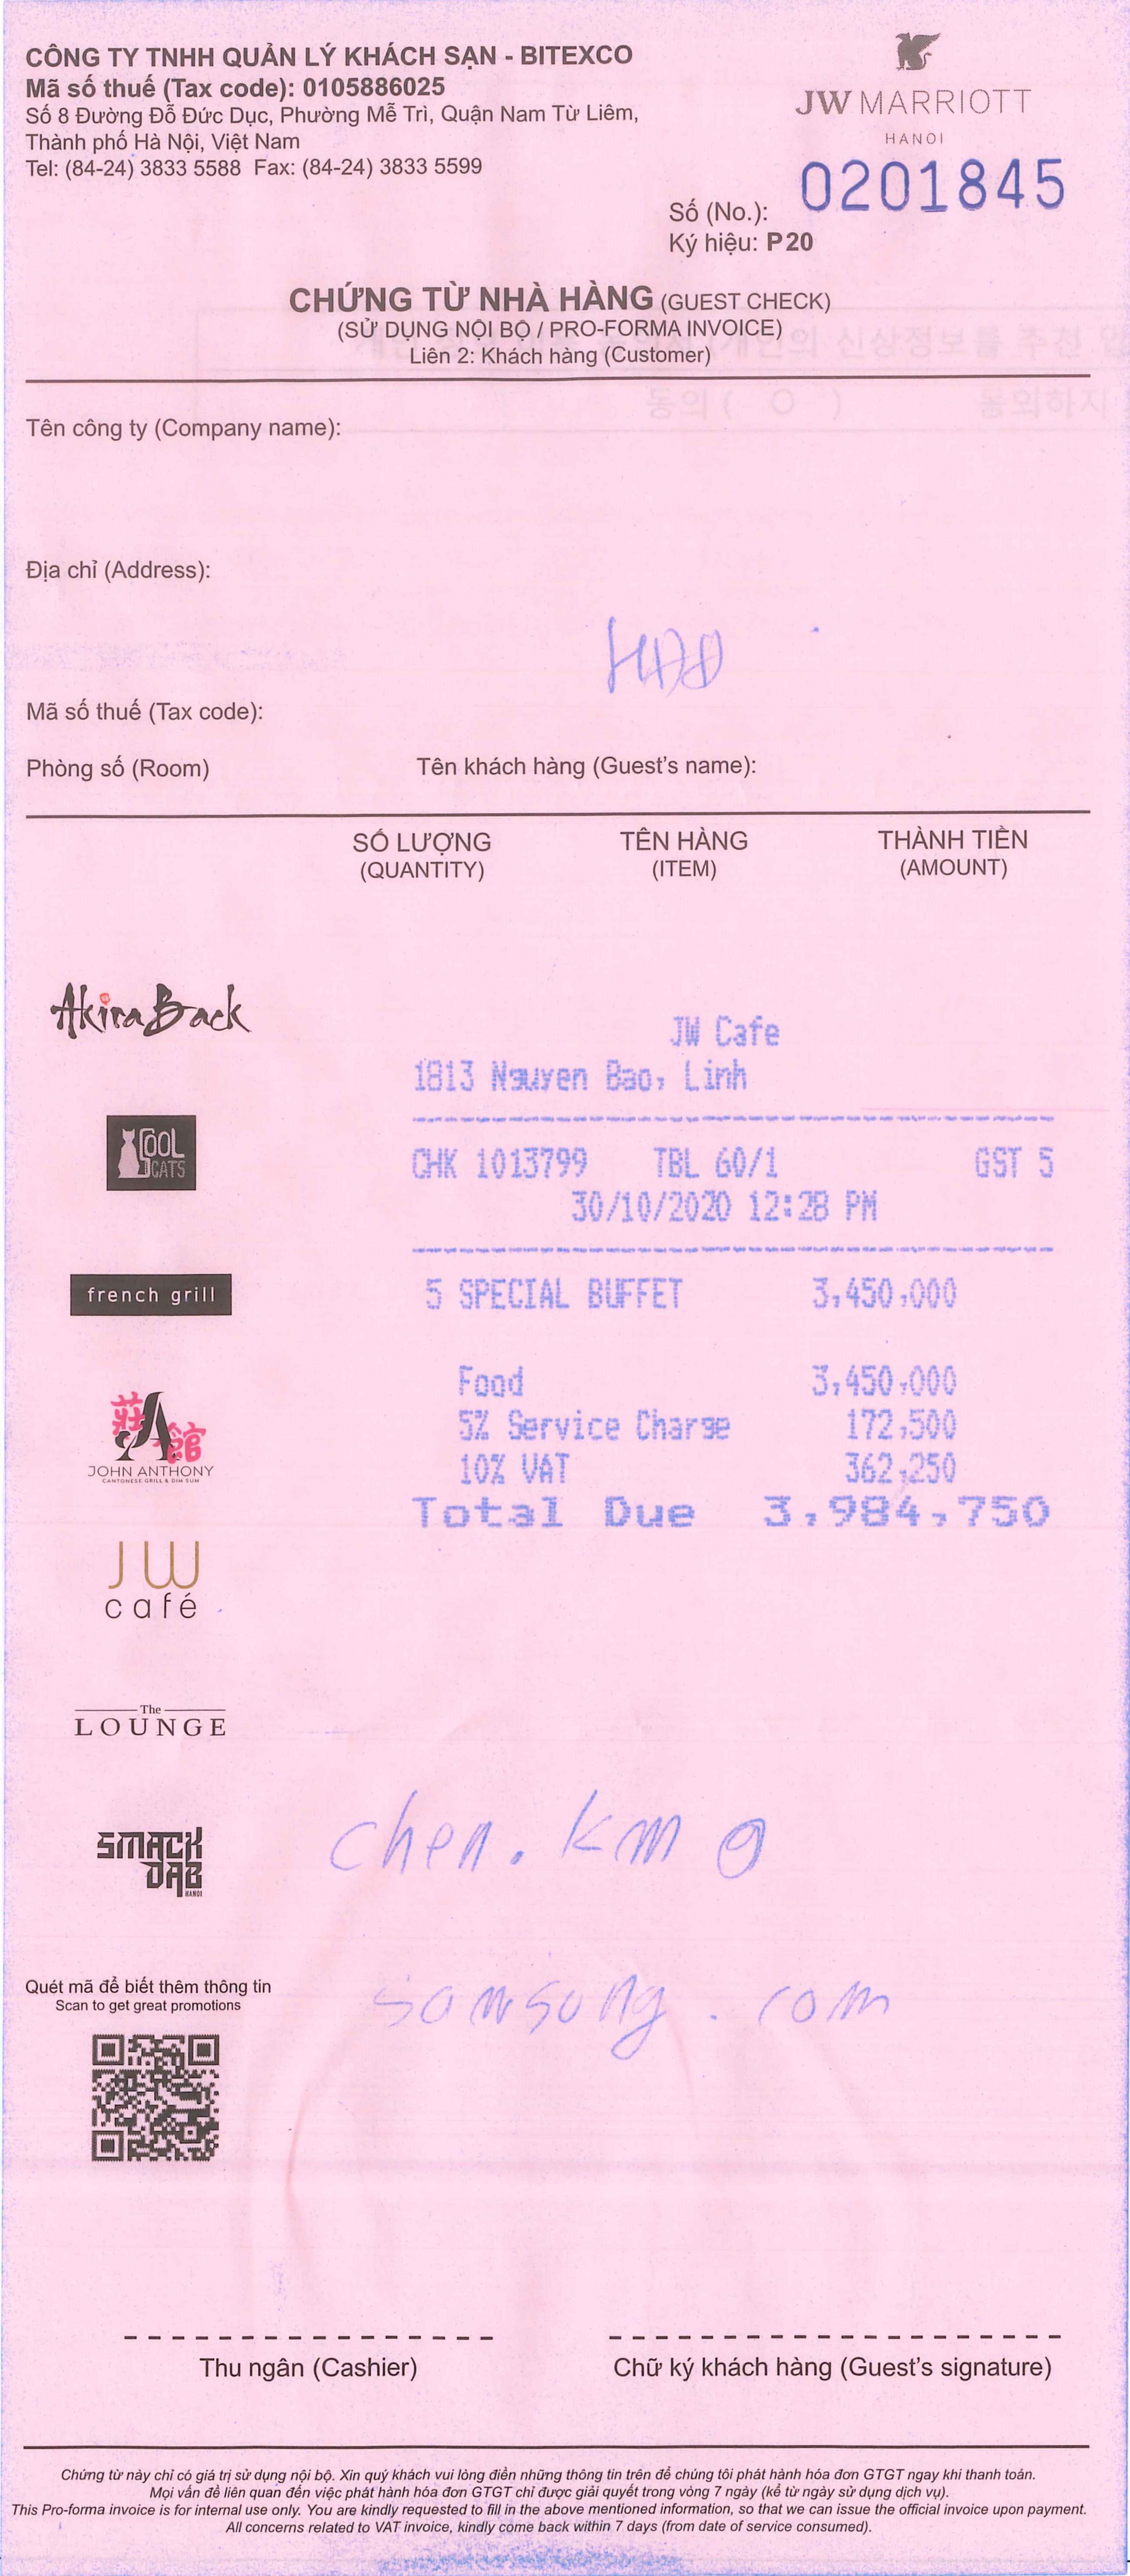 CÔNG TY TNHH QUẢN LÝ KHÁCH SẠN - BITEXCO
Mã số thuế (Tax code): 0105886025
Số 8 Đường Đỗ Đức Dục, Phường Mễ Trì, Quận Nam Từ Liêm,
Thành phố Hà Nội, Việt Nam
Tel: (84-24) 3833 5588 Fax: (84-24) 3833 5599
JW MARRIOTT
HANOI
Số (No.): 0201845
Ký hiệu: P20
CHỨNG TỪ NHÀ HÀNG (GUEST CHECK)
(SỬ DỤNG NỘI BỘ / PRO-FORMA INVOICE)
Liên 2: Khách hàng (Customer)
Tên công ty (Company name):
Địa chỉ (Address):
Mã số thuế (Tax code):
Phòng số (Room) Tên khách hàng (Guest's name):
SỐ LƯỢNG TÊN HÀNG THÀNH TIỀN
(QUANTITY) (ITEM) (AMOUNT)
Akira Back
JW Cafe
1813 Nguyen Bao, Linh
COOL CATS
CHK 1013799 TBL 60/1 GST 5
30/10/2020 12:28 PM
french grill
5 SPECIAL BUFFET 3,450,000
Food 3,450,000
5% Service Charge 172,500
10% VAT 362,250
Total Due 3,984,750
莊館
JOHN ANTHONY
CANTONESE GRILL & DIM SUM
JW
café
The
LOUNGE
SMACK
DAB
HANOI
chen.km @
samsung.com
Quét mã để biết thêm thông tin
Scan to get great promotions
Thu ngân (Cashier) Chữ ký khách hàng (Guest's signature)
Chứng từ này chỉ có giá trị sử dụng nội bộ. Xin quý khách vui lòng điền những thông tin trên để chúng tôi phát hành hóa đơn GTGT ngay khi thanh toán.
Mọi vấn đề liên quan đến việc phát hành hóa đơn GTGT chỉ được giải quyết trong vòng 7 ngày (kể từ ngày sử dụng dịch vụ).
This Pro-forma invoice is for internal use only. You are kindly requested to fill in the above mentioned information, so that we can issue the official invoice upon payment.
All concerns related to VAT invoice, kindly come back within 7 days (from date of service consumed).